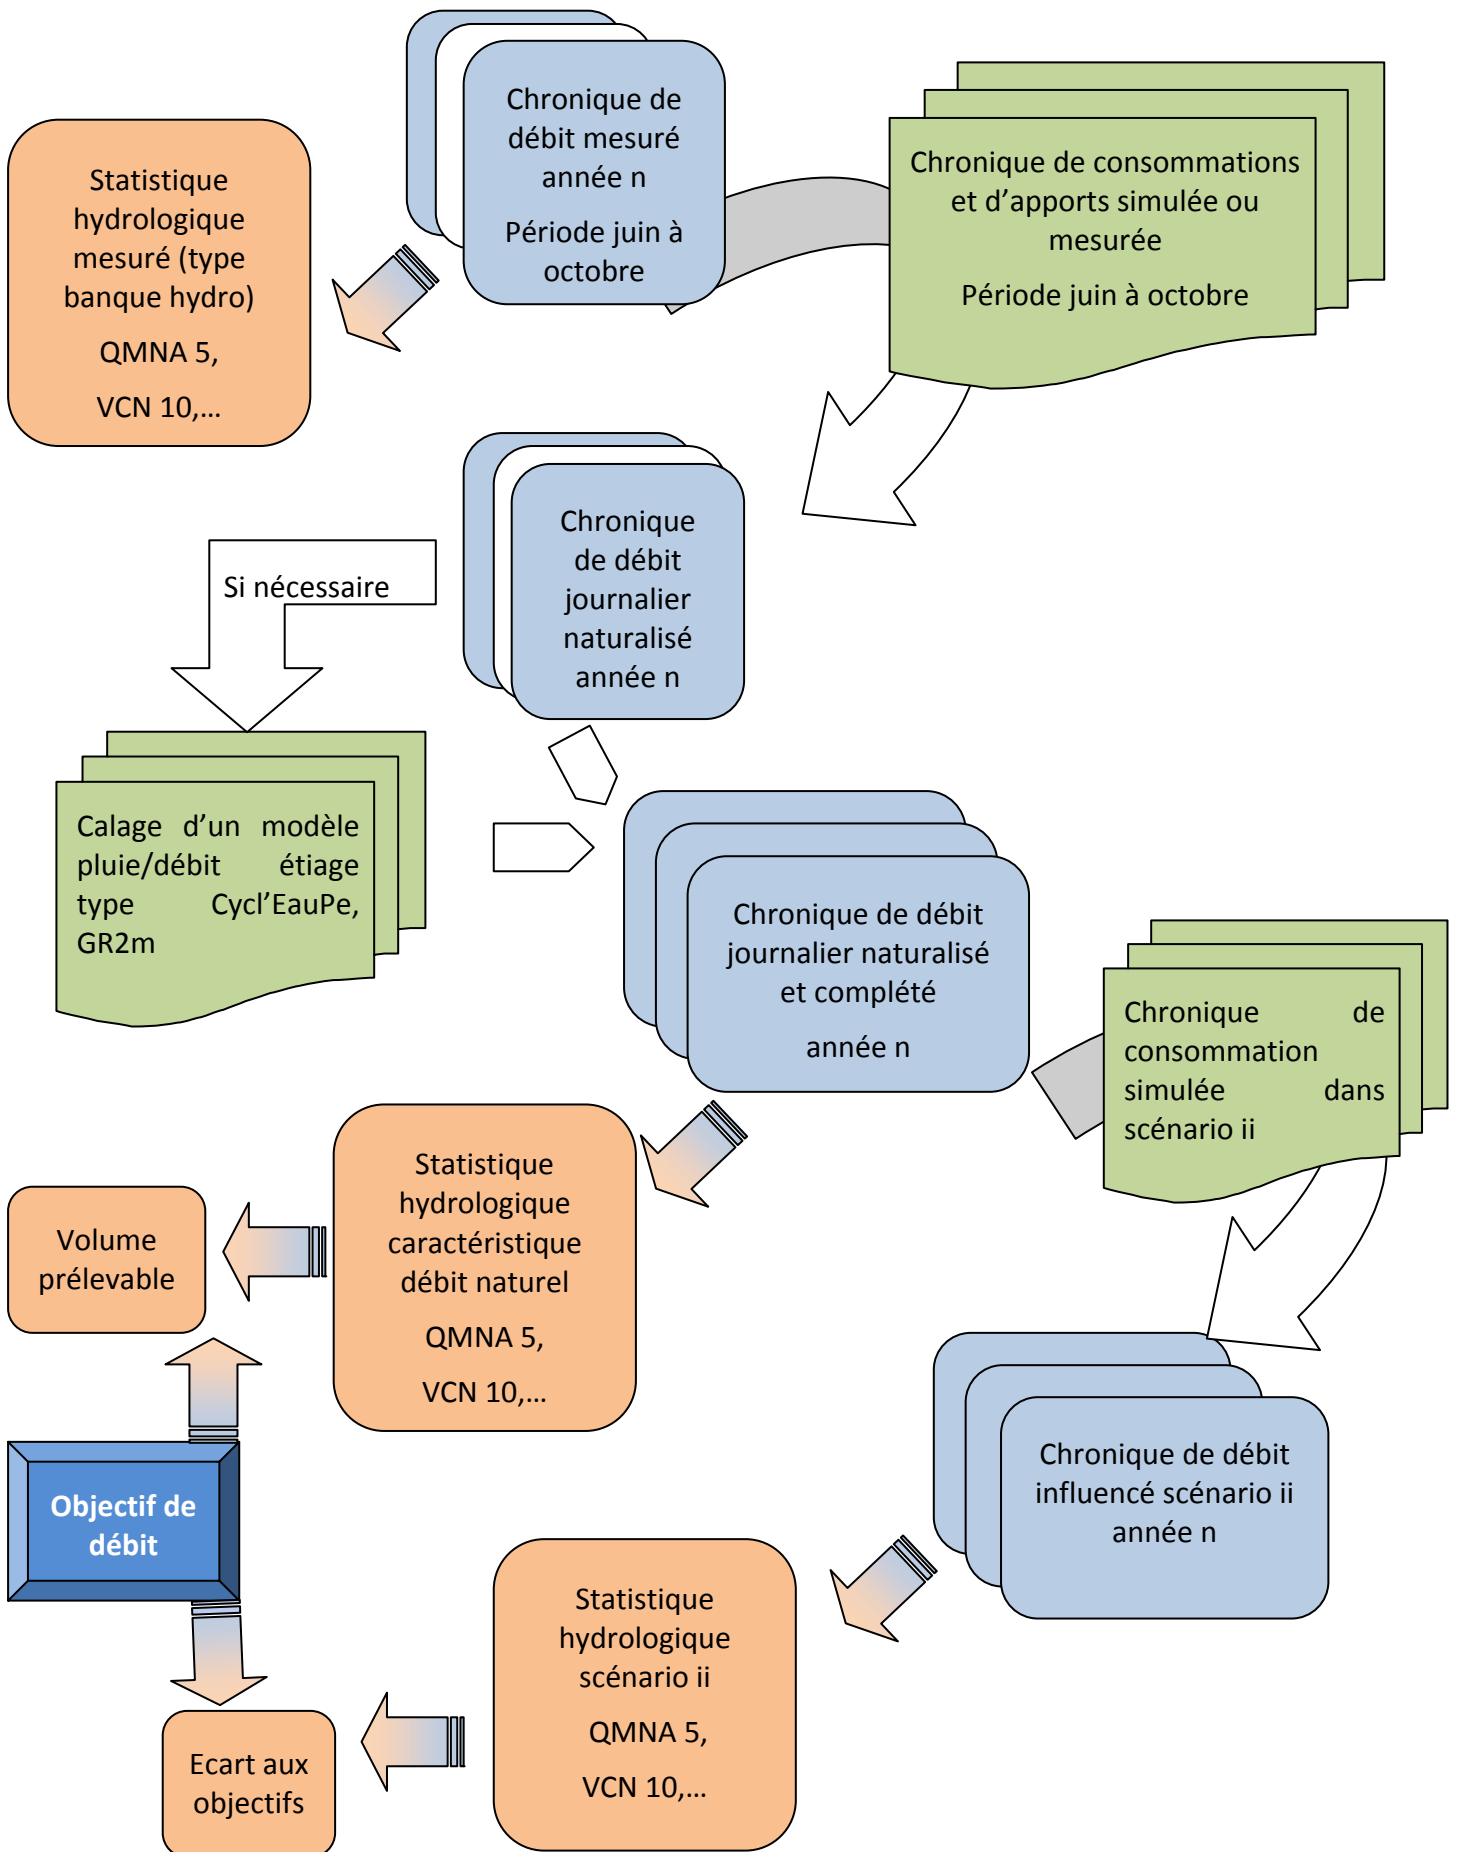 Chronique de
débit mesuré
année n
Période juin à
octobre
Chronique de consommations
et d'apports simulée ou
mesurée
Période juin à octobre
Statistique
hydrologique
mesuré (type
banque hydro)
QMNA 5,
VCN 10,...
Chronique
de débit
journalier
naturalisé
année n
Si nécessaire
Calage d'un modèle
pluie/débit étiage
type Cycl'EauPe,
GR2m
Chronique de débit
journalier naturalisé
et complété
année n
Chronique de
consommation
simulée dans
scénario ii
Statistique
hydrologique
caractéristique
débit naturel
QMNA 5,
VCN 10,...
Volume
prélevable
Objectif de
débit
Chronique de débit
influencé scénario ii
année n
Statistique
hydrologique
scénario ii
QMNA 5,
VCN 10,...
Ecart aux
objectifs